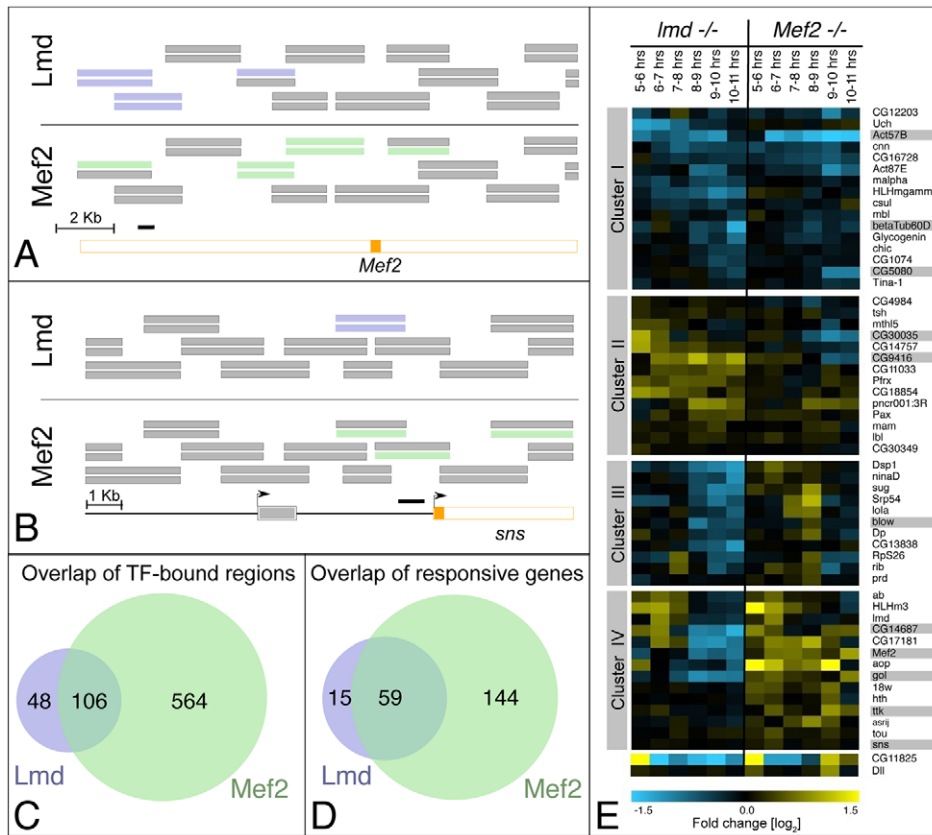 A
Lmd
Mef2
2 Kb
Mef2
B
Lmd
Mef2
1 Kb
sns
C
Overlap of TF-bound regions
48 106 564
Lmd
Mef2
D
Overlap of responsive genes
15 59 144
Lmd
Mef2
E
lmd -/- Mef2 -/-
5-6 hrs 6-7 hrs 7-8 hrs 8-9 hrs 9-10 hrs 10-11 hrs 5-6 hrs 6-7 hrs 7-8 hrs 8-9 hrs 9-10 hrs 10-11 hrs
Cluster I
CG12203
Uch
Act57B
cnn
CG16728
Act87E
malpha
HLHmgamm
csul
mbl
betaTub60D
Glycogenin
chic
CG1074
CG5080
Tina-1
Cluster II
CG4984
tsh
mthl5
CG30035
CG14757
CG9416
CG11033
Pfrx
CG18854
pncr001:3R
Pax
mam
lbl
CG30349
Cluster III
Dsp1
ninaD
sug
Srp54
lola
blow
Dp
CG13838
RpS26
rib
prd
Cluster IV
ab
HLHm3
lmd
CG14687
CG17181
Mef2
aop
gol
18w
hth
ttk
asrij
tou
sns
CG11825
Dll
-1.5 0.0 1.5
Fold change [log2]